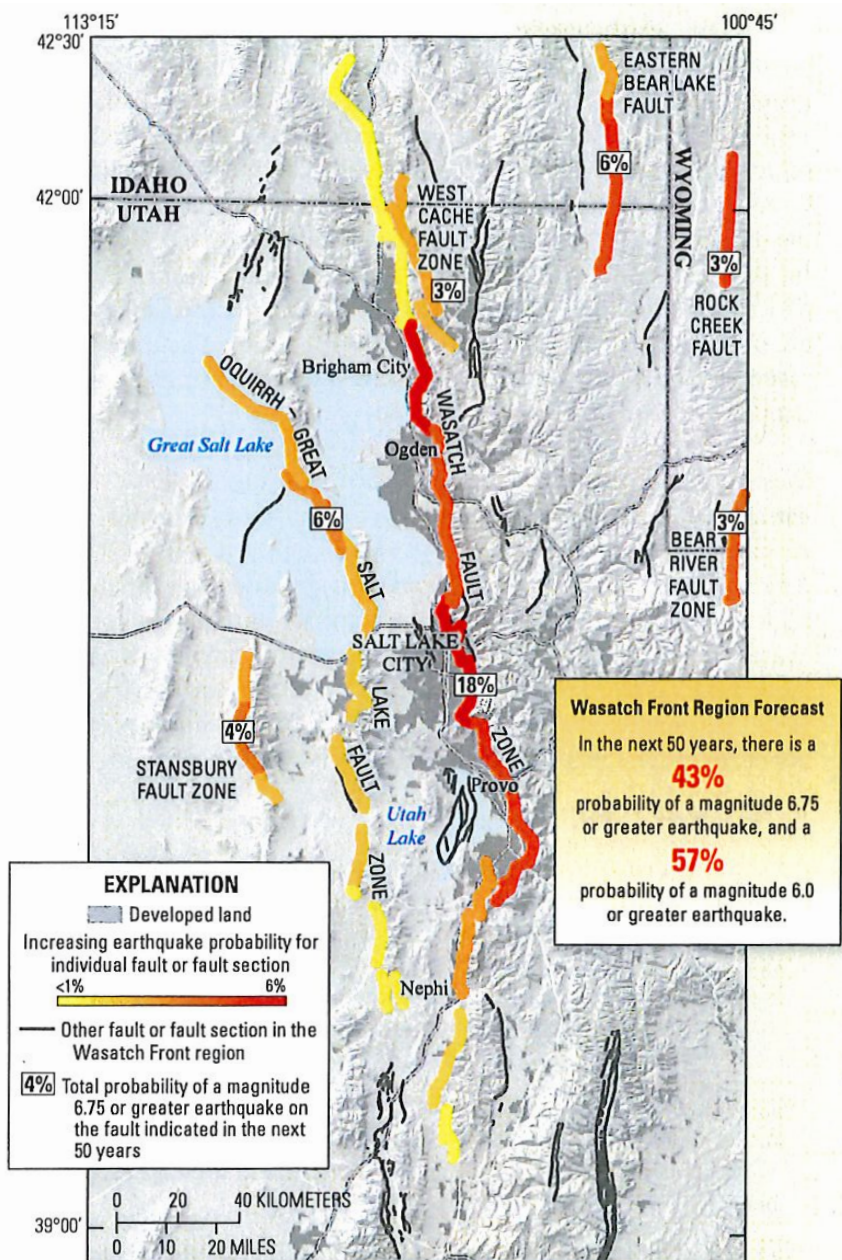 113°15'
100°45'
42°30'
EASTERN
BEAR LAKE
FAULT
6%
WYOMING
IDAHO
42°00'
UTAH
WEST
CACHE
FAULT
ZONE
3%
3%
ROCK
CREEK
FAULT
Brigham City
OQUIRRH – GREAT
SALT
LAKE
FAULT
ZONE
WASATCH
FAULT
ZONE
Great Salt Lake
Ogden
6%
3%
BEAR
RIVER
FAULT
ZONE
SALT LAKE
CITY
18%
4%
STANSBURY
FAULT ZONE
Provo
Utah
Lake
Nephi
Wasatch Front Region Forecast
In the next 50 years, there is a
43%
probability of a magnitude 6.75
or greater earthquake, and a
57%
probability of a magnitude 6.0
or greater earthquake.
EXPLANATION
Developed land
Increasing earthquake probability for
individual fault or fault section
<1% 6%
Other fault or fault section in the
Wasatch Front region
4% Total probability of a magnitude
6.75 or greater earthquake on
the fault indicated in the next
50 years
0 20 40 KILOMETERS
0 10 20 MILES
39°00'